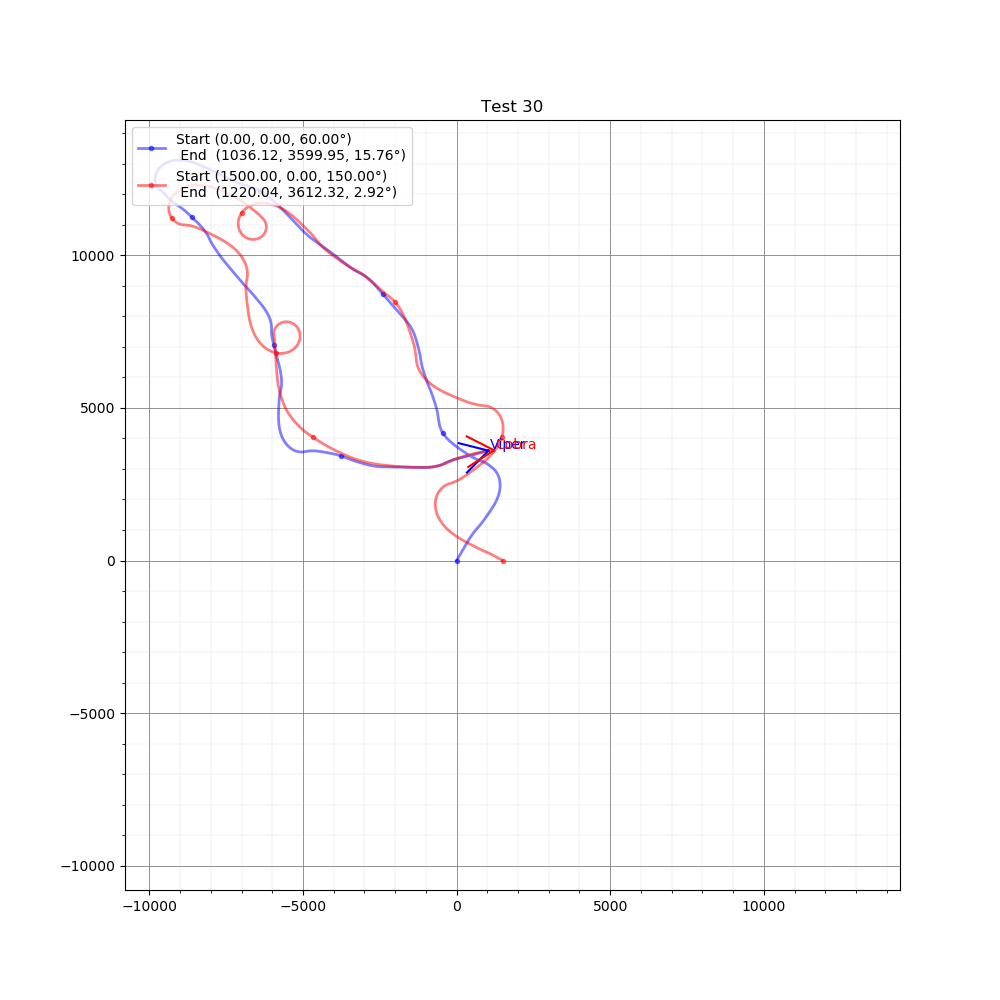 Test 30
Start (0.00, 0.00, 60.00°)
End (1036.12, 3599.95, 15.76°)
Start (1500.00, 0.00, 150.00°)
End (1220.04, 3612.32, 2.92°)
10000
5000
Viper
0
−5000
−10000
−10000 −5000 0 5000 10000